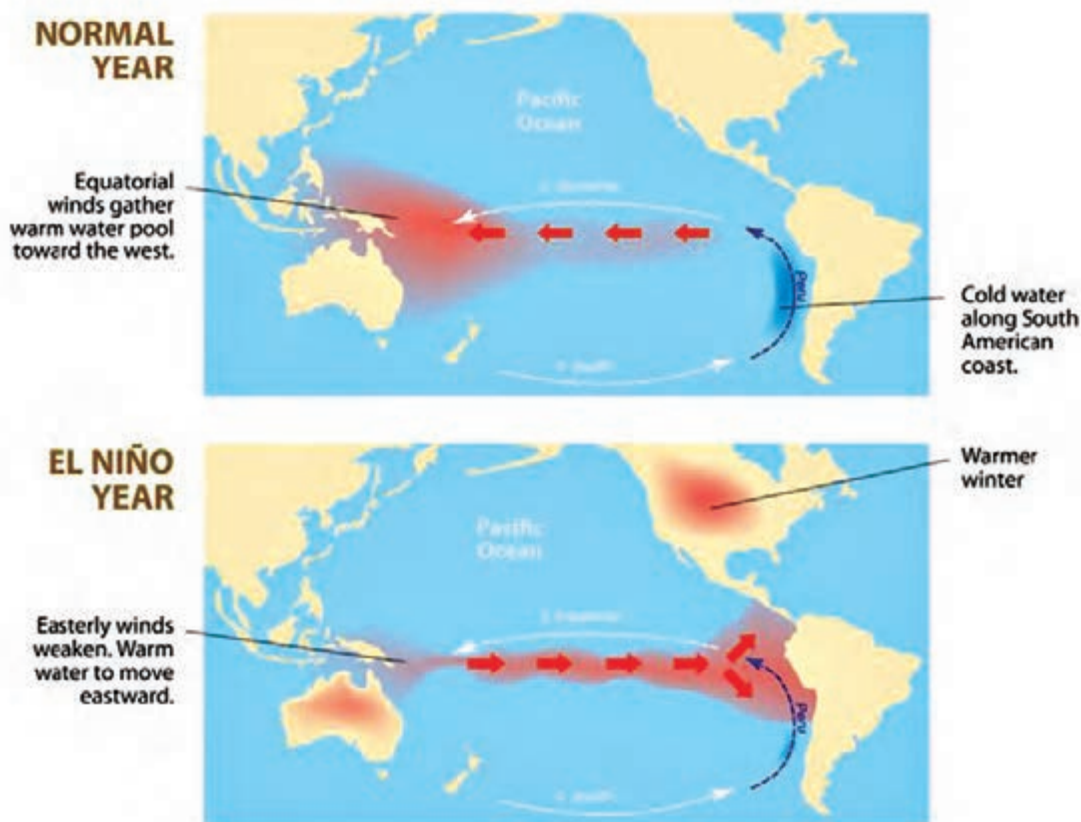 NORMAL
YEAR
Pacific
Ocean
Equatorial
winds gather
warm water pool
toward the west.
Peru
Cold water
along South
American
coast.
EL NIÑO
YEAR
Warmer
winter
Pacific
Ocean
Easterly winds
weaken. Warm
water to move
eastward.
Peru